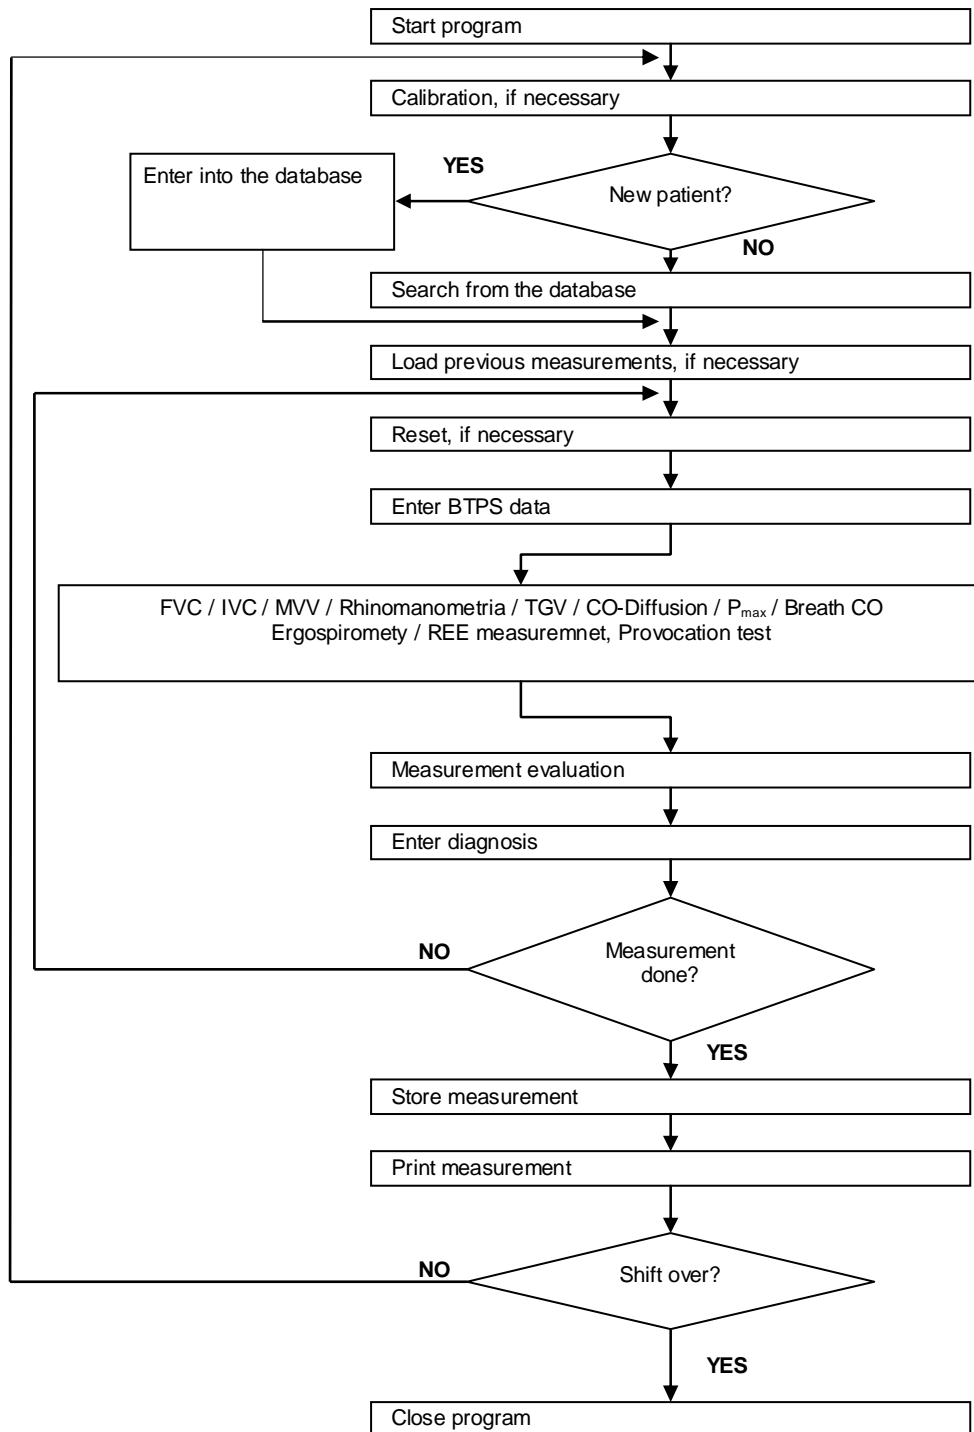 Start program
Calibration, if necessary
YES
Enter into the database
New patient?
NO
Search from the database
Load previous measurements, if necessary
Reset, if necessary
Enter BTPS data
FVC / IVC / MVV / Rhinomanometria / TGV / CO-Diffusion / Pmax / Breath CO
Ergospiromety / REE measuremnet, Provocation test
Measurement evaluation
Enter diagnosis
NO
Measurement
done?
YES
Store measurement
Print measurement
NO
Shift over?
YES
Close program